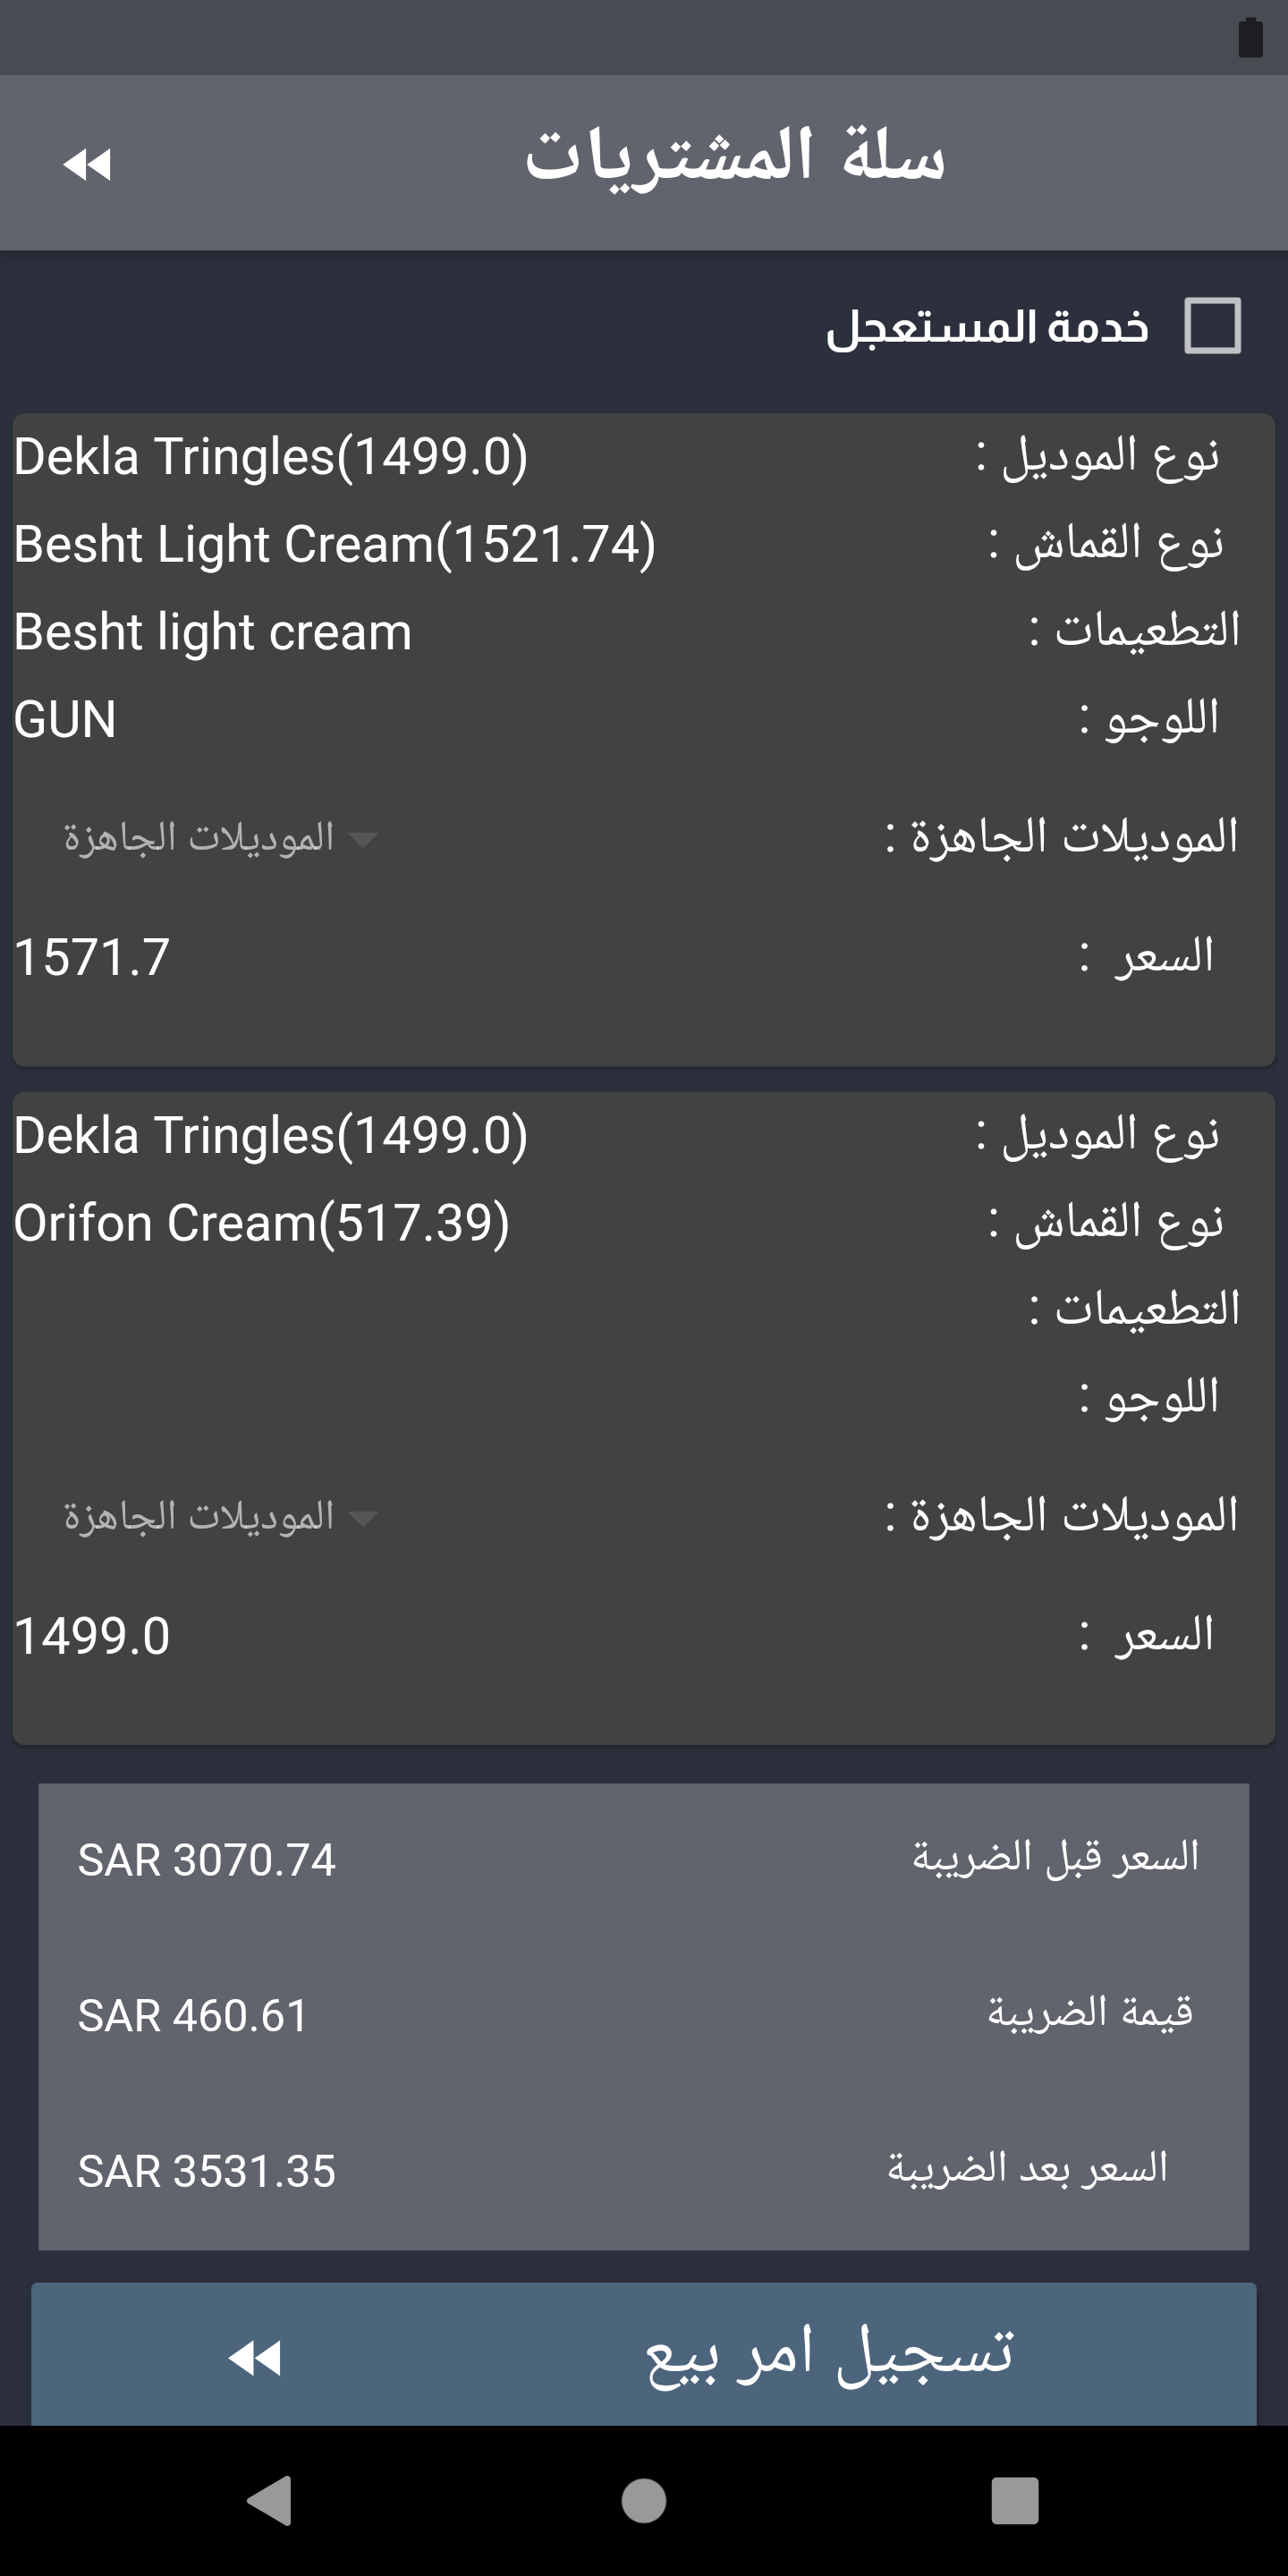 سلة المشتريات
خدمة المستعجل
نوع الموديل : Dekla Tringles(1499.0)
نوع القماش : Besht Light Cream(1521.74)
التطعيمات : Besht light cream
اللوجو : GUN
الموديلات الجاهزة : الموديلات الجاهزة
السعر : 1571.7
نوع الموديل : Dekla Tringles(1499.0)
نوع القماش : Orifon Cream(517.39)
التطعيمات :
اللوجو :
الموديلات الجاهزة : الموديلات الجاهزة
السعر : 1499.0
السعر قبل الضريبة SAR 3070.74
قيمة الضريبة SAR 460.61
السعر بعد الضريبة SAR 3531.35
تسجيل امر بيع